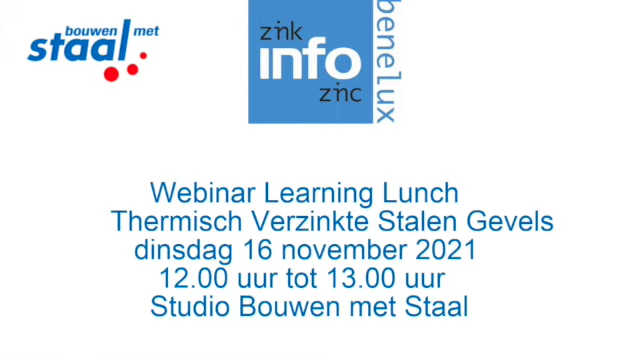 bouwen met
staal
zink
info
zinc
benelux
Webinar Learning Lunch
Thermisch Verzinkte Stalen Gevels
dinsdag 16 november 2021
12.00 uur tot 13.00 uur
Studio Bouwen met Staal